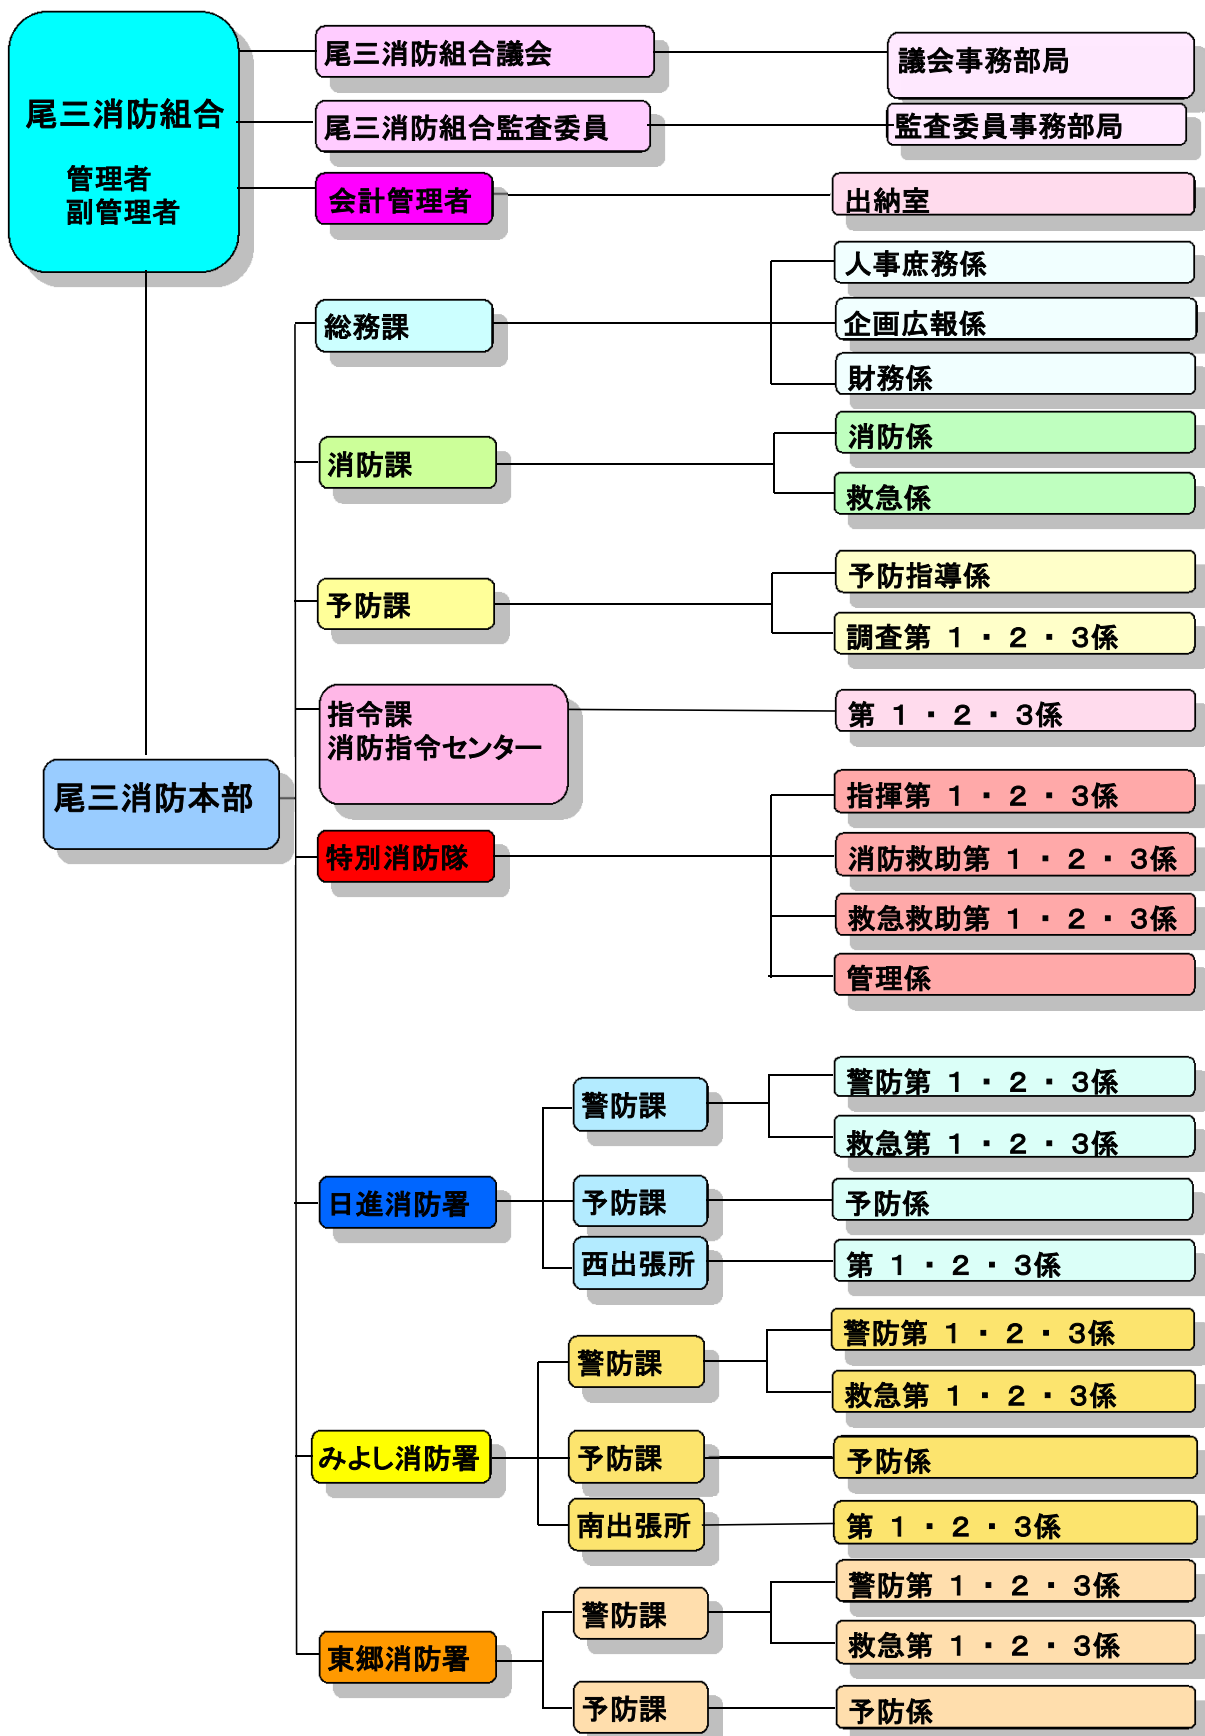 尾三消防組合
管理者
副管理者
尾三消防組合議会
議会事務部局
尾三消防組合監査委員
監査委員事務部局
会計管理者
出納室
尾三消防本部
総務課
人事庶務係
企画広報係
財務係
消防課
消防係
救急係
予防課
予防指導係
調査第 1 ・ 2 ・ 3係
指令課
消防指令センター
第 1 ・ 2 ・ 3係
特別消防隊
指揮第 1 ・ 2 ・ 3係
消防救助第 1 ・ 2 ・ 3係
救急救助第 1 ・ 2 ・ 3係
管理係
日進消防署
警防課
警防第 1 ・ 2 ・ 3係
救急第 1 ・ 2 ・ 3係
予防課
予防係
西出張所
第 1 ・ 2 ・ 3係
みよし消防署
警防課
警防第 1 ・ 2 ・ 3係
救急第 1 ・ 2 ・ 3係
予防課
予防係
南出張所
第 1 ・ 2 ・ 3係
東郷消防署
警防課
警防第 1 ・ 2 ・ 3係
救急第 1 ・ 2 ・ 3係
予防課
予防係